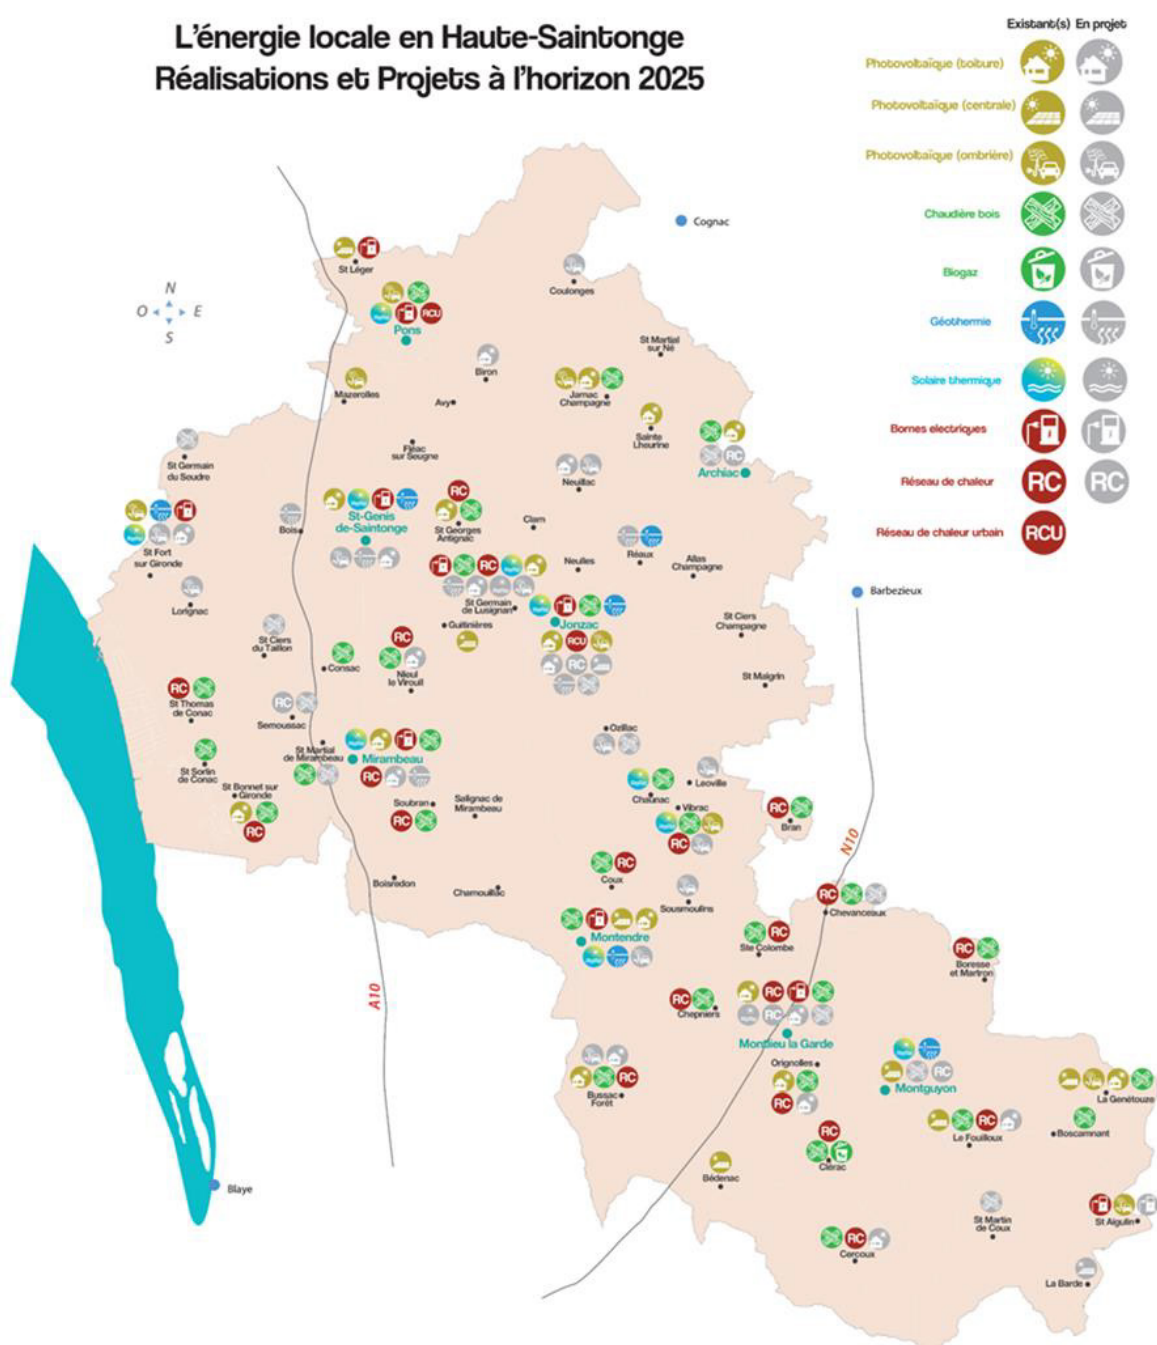 L'énergie locale en Haute-Saintonge
Réalisations et Projets à l'horizon 2025
Existant(s) En projet
Photovoltaïque (toiture)
Photovoltaïque (centrale)
Photovoltaïque (ombrière)
Chaudière bois
Biogaz
Géothermie
Solaire thermique
Bornes electriques
Réseau de chaleur
RC
RC
Réseau de chaleur urbain
RCU
N
O
E
S
Cognac
St Léger
Coulonges
RCU
Pons
St Martial
sur Né
Biron
Mazerolles
Avy
Jarnac
Champagne
Sainte
Lheurine
Fléac
sur Seugne
St Germain
du Seudre
Neuillac
RC
Archiac
RC
St-Genis
de-Saintonge
St Georges
Antignac
Bois
Clam
St Fort
sur Gironde
Réaux
Allas
Champagne
RC
Neulles
Lorignac
St Germain
de Lusignan
Barbezieux
Jonzac
Guitinières
St Ciers
Champagne
St Ciers
du Taillon
RC
RCU
Consac
RC
Nieul
le Virouil
St Maigrin
RC
St Thomas
de Conac
RC
Semoussac
Ozillac
St Martial
de Mirambeau
Mirambeau
RC
St Sorlin
de Conac
Leoville
Chaunac
St Bonnet sur
Gironde
Soubran
Salignac de
Mirambeau
Vibrac
RC
Bran
RC
RC
RC
N10
RC
Coux
Boisredon
Chamouillac
Sousmoulins
RC
Chevanceaux
Montendre
RC
Ste Colombe
RC
Boresse
et Martron
A10
RC
Chepniers
RC
RC
Montlieu la Garde
Orignolles
RC
Montguyon
RC
Bussac
Forêt
RC
La Genétouze
RC
Le Fouilloux
RC
Clérac
Boscamnant
Bédenac
Blaye
St Martin
de Coux
St Aigulin
RC
Cercoux
La Barde